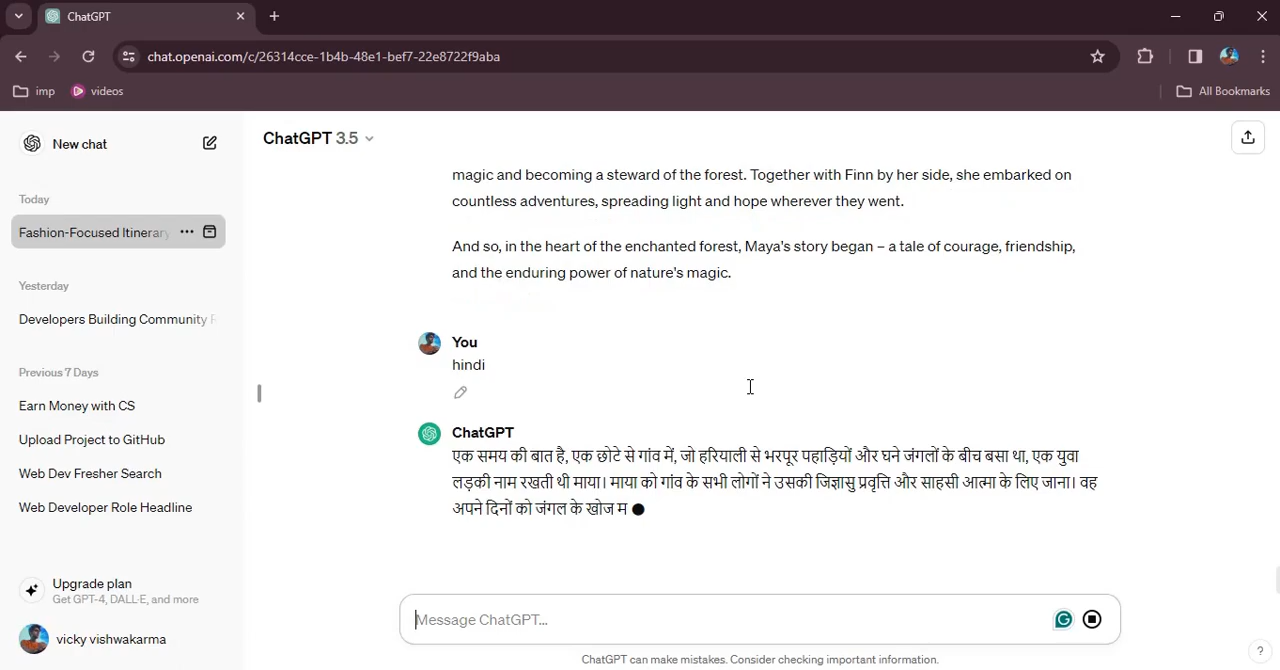 ChatGPT
chat.openai.com/c/26314cce-1b4b-48e1-bef7-22e8722f9aba
imp
videos
All Bookmarks
New chat
ChatGPT 3.5
Today
Fashion-Focused Itinerary
Yesterday
Developers Building Community
Previous 7 Days
Earn Money with CS
Upload Project to GitHub
Web Dev Fresher Search
Web Developer Role Headline
Upgrade plan
Get GPT-4, DALL·E, and more
vicky vishwakarma
magic and becoming a steward of the forest. Together with Finn by her side, she embarked on
countless adventures, spreading light and hope wherever they went.
And so, in the heart of the enchanted forest, Maya's story began – a tale of courage, friendship,
and the enduring power of nature's magic.
You
hindi
ChatGPT
एक समय की बात है, एक छोटे से गांव में, जो हरियाली से भरपूर पहाड़ियों और घने जंगलों के बीच बसा था, एक युवा
लड़की नाम रखती थी माया। माया को गांव के सभी लोगों ने उसकी जिज्ञासु प्रवृत्ति और साहसी आत्मा के लिए जाना। वह
अपने दिनों को जंगल के खोज म
Message ChatGPT...
ChatGPT can make mistakes. Consider checking important information.
?